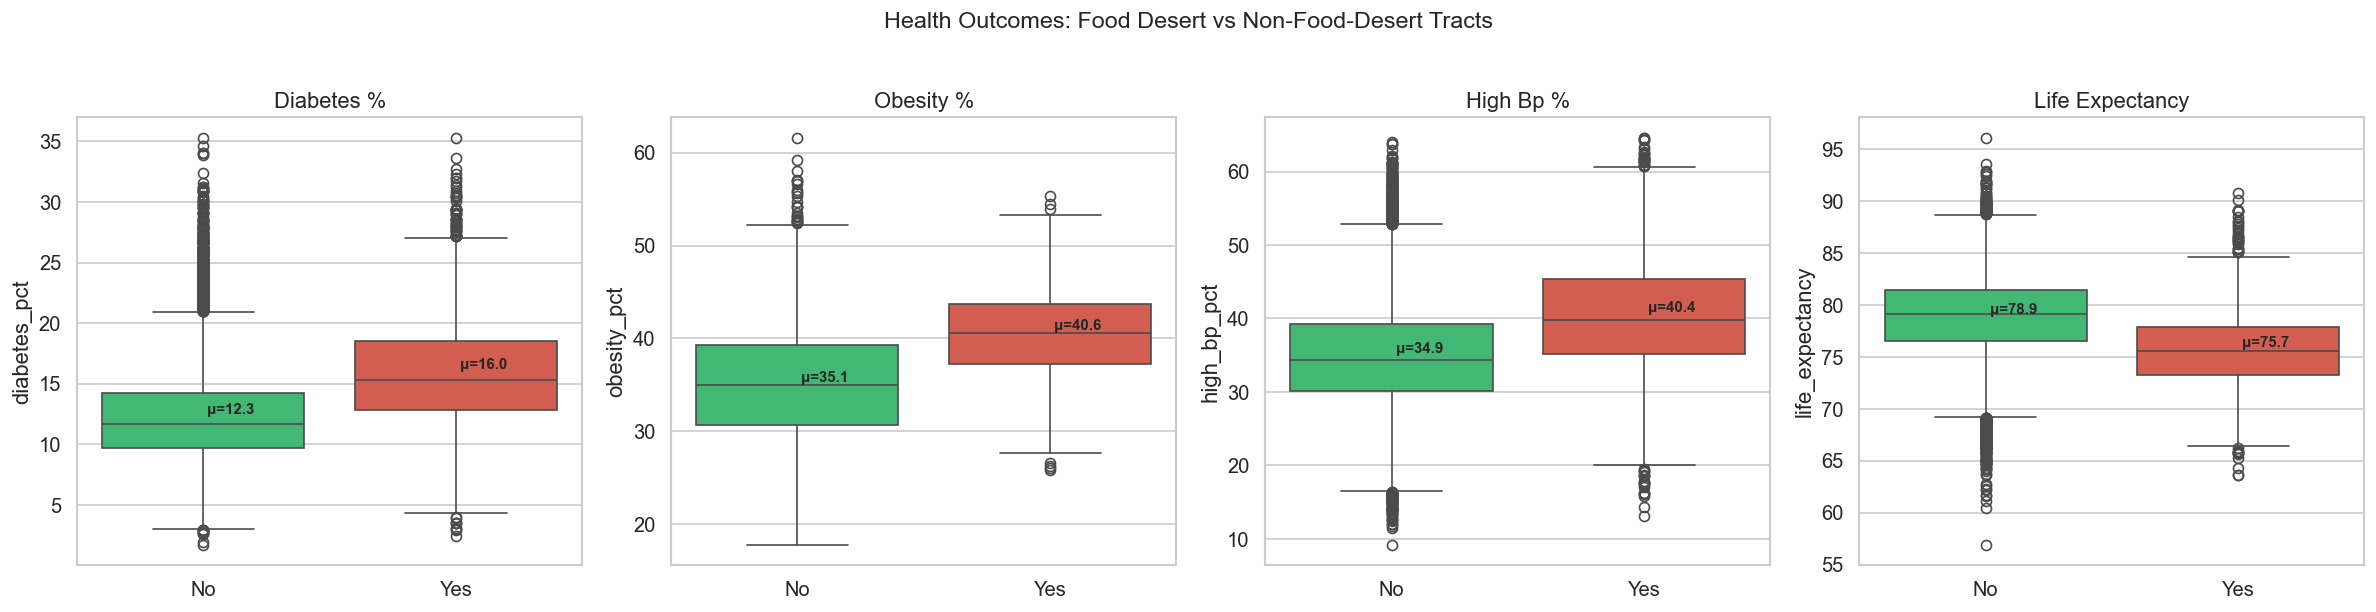 Health Outcomes: Food Desert vs Non-Food-Desert Tracts
Diabetes %
diabetes_pct
35
30
25
20
15
10
5
μ=12.3
μ=16.0
No
Yes
Obesity %
obesity_pct
60
50
40
30
20
μ=35.1
μ=40.6
No
Yes
High Bp %
high_bp_pct
60
50
40
30
20
10
μ=34.9
μ=40.4
No
Yes
Life Expectancy
life_expectancy
95
90
85
80
75
70
65
60
55
μ=78.9
μ=75.7
No
Yes